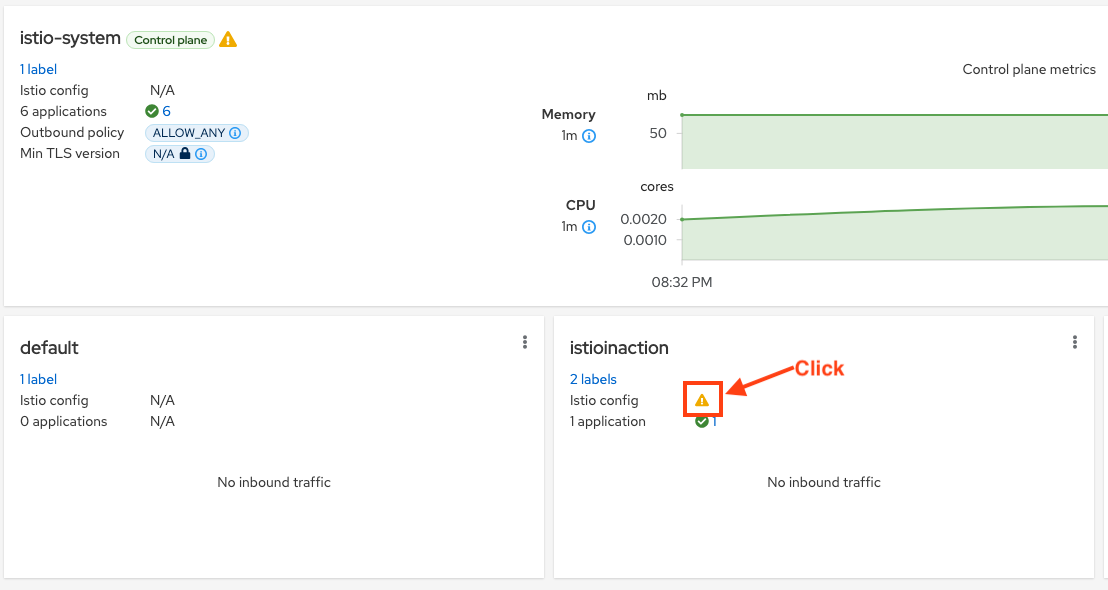 istio-system Control plane
1 label
Istio config N/A
6 applications 6
Outbound policy ALLOW_ANY
Min TLS version N/A
Control plane metrics
mb
Memory
1m
50
cores
CPU
1m
0.0020
0.0010
08:32 PM
default
1 label
Istio config N/A
0 applications N/A
No inbound traffic
istioinaction
2 labels
Istio config
1 application 1
No inbound traffic
Click